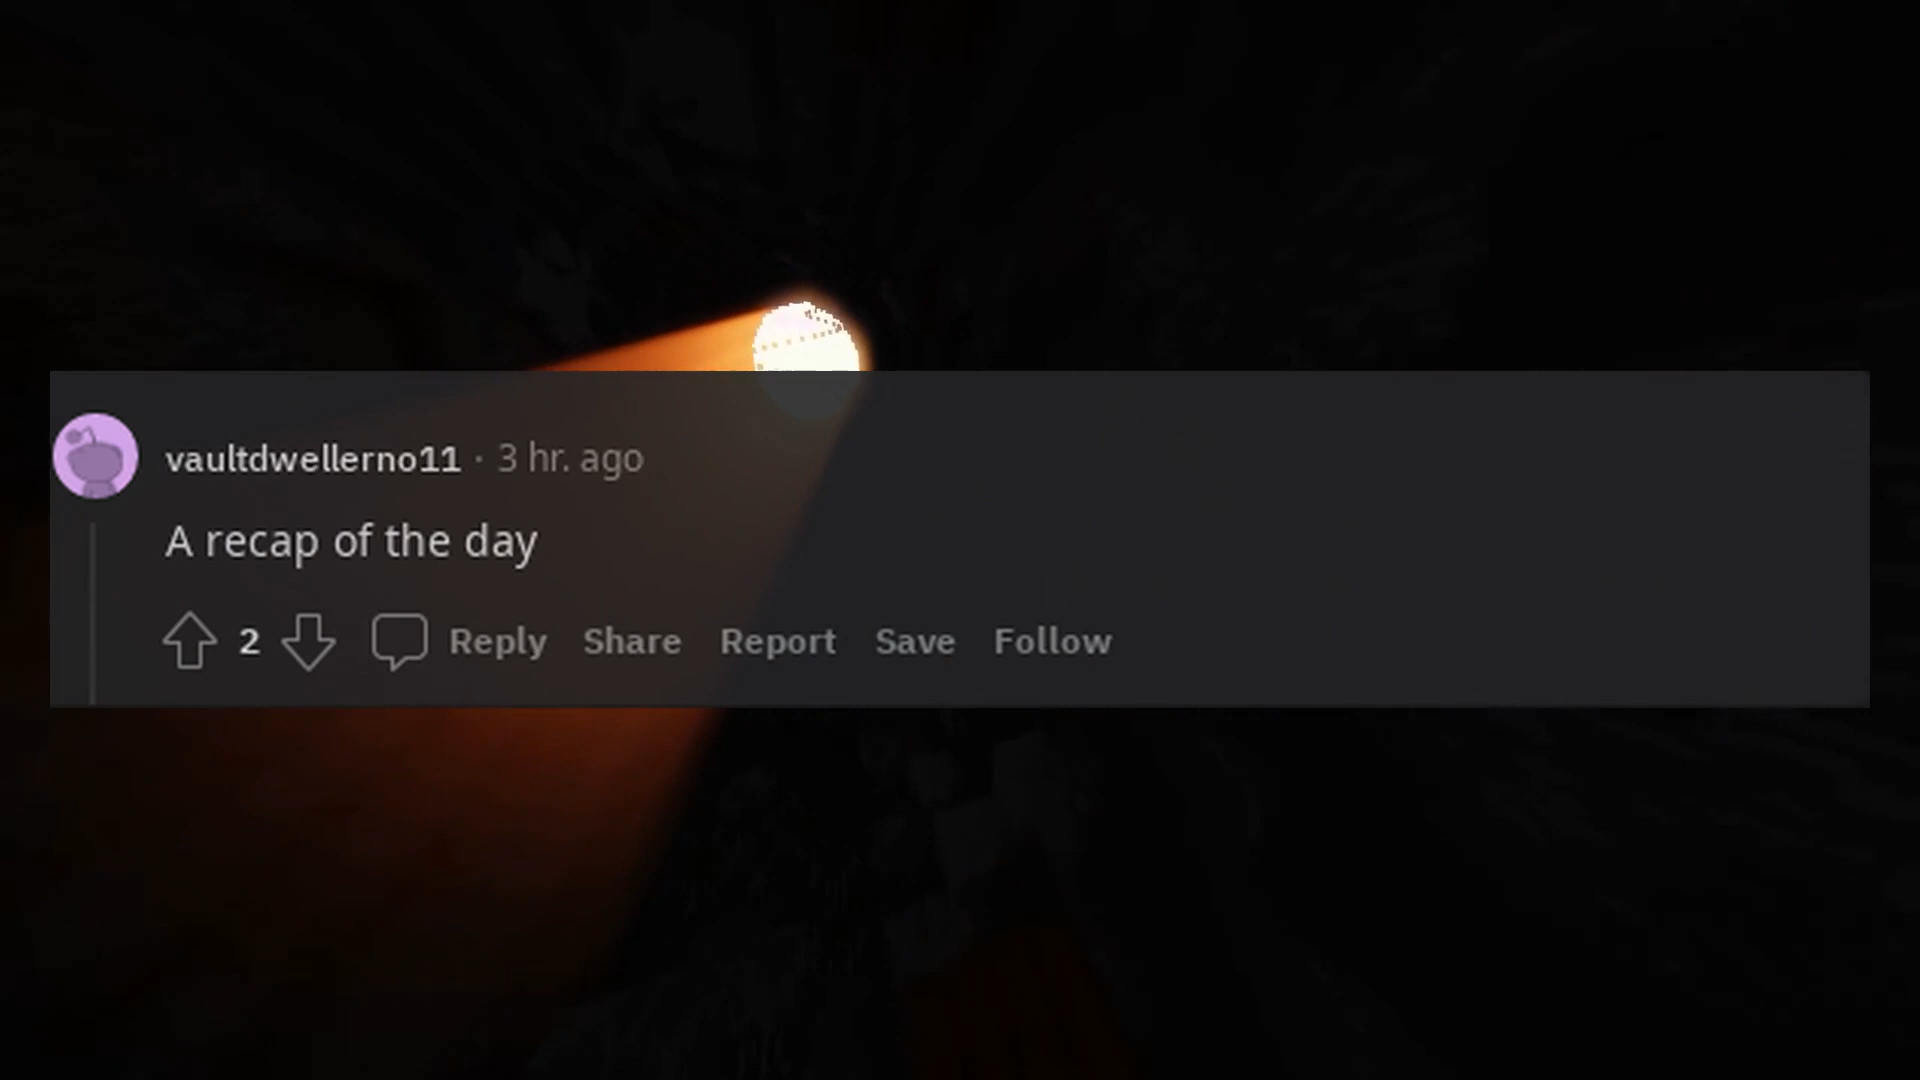 vaultdwellerno11 · 3 hr. ago
A recap of the day
2 Reply Share Report Save Follow